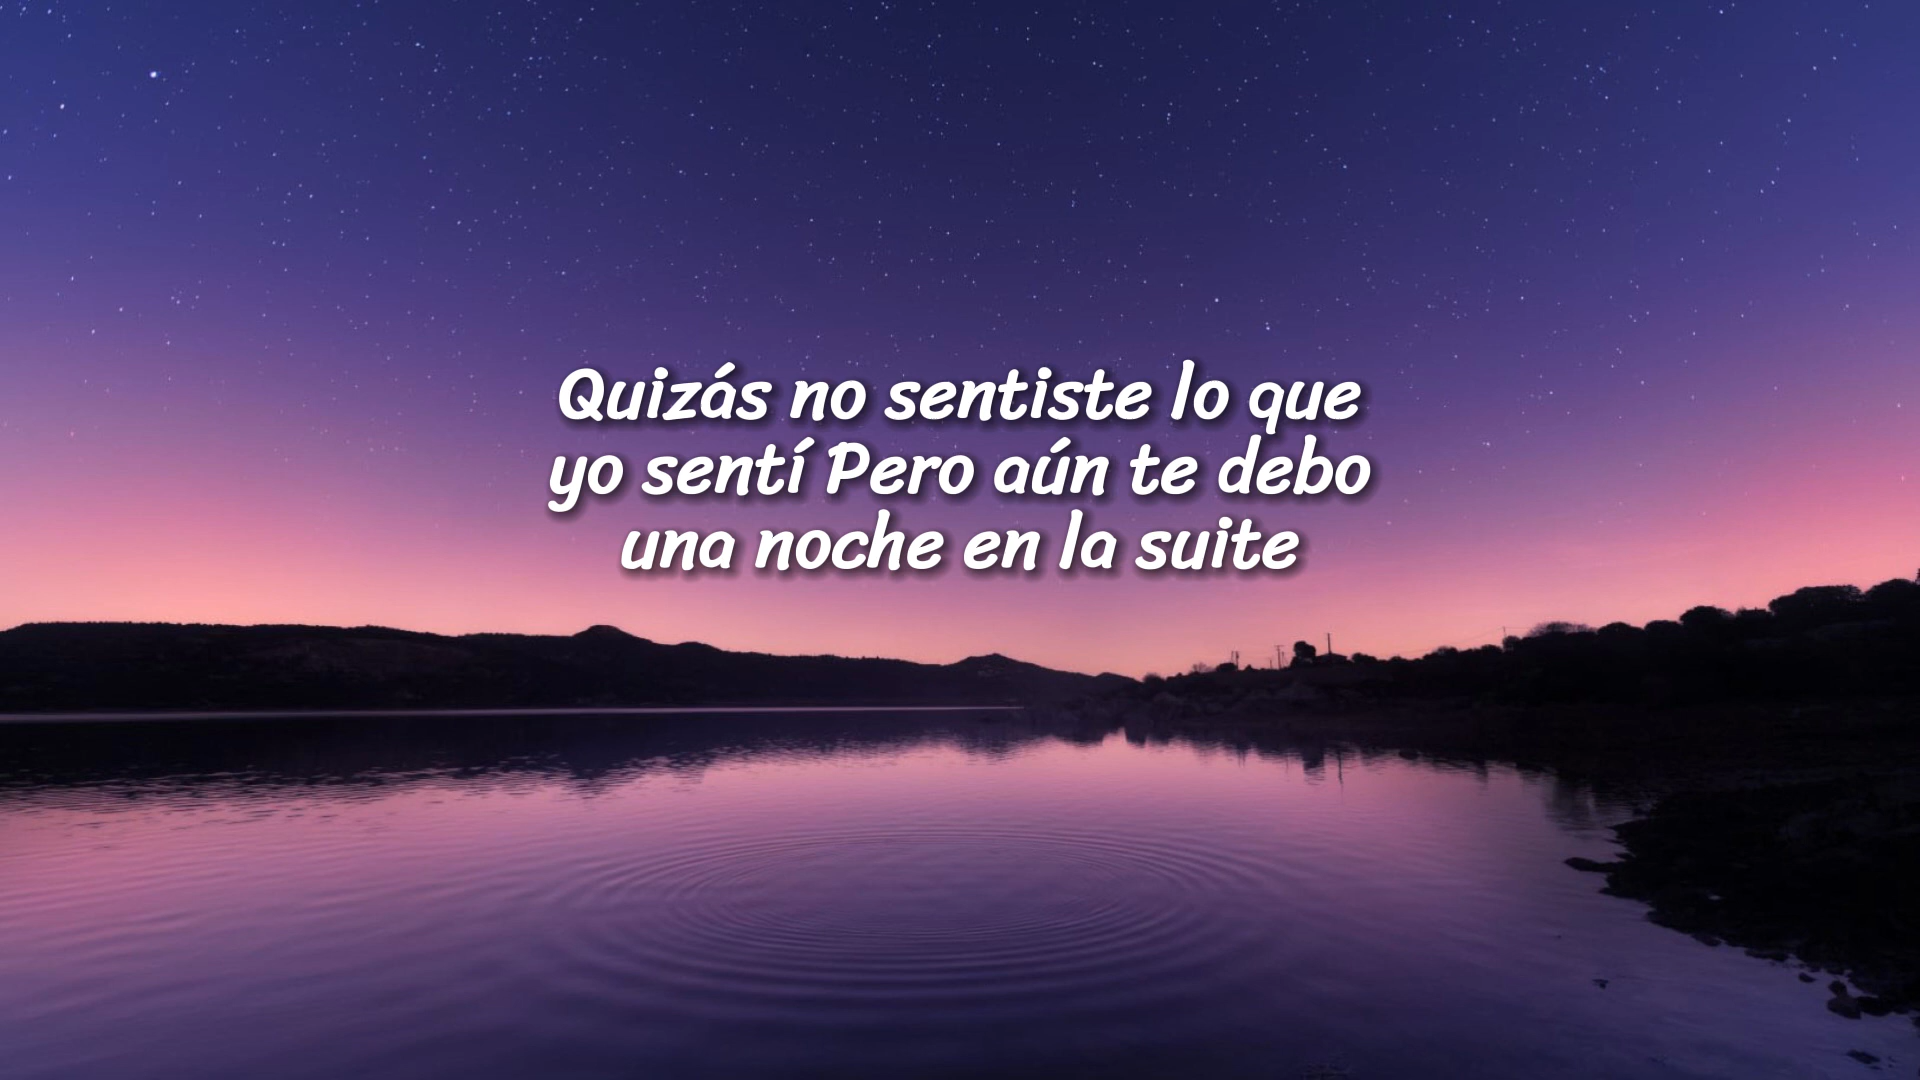 Quizás no sentiste lo que
yo sentí Pero aún te debo
una noche en la suite